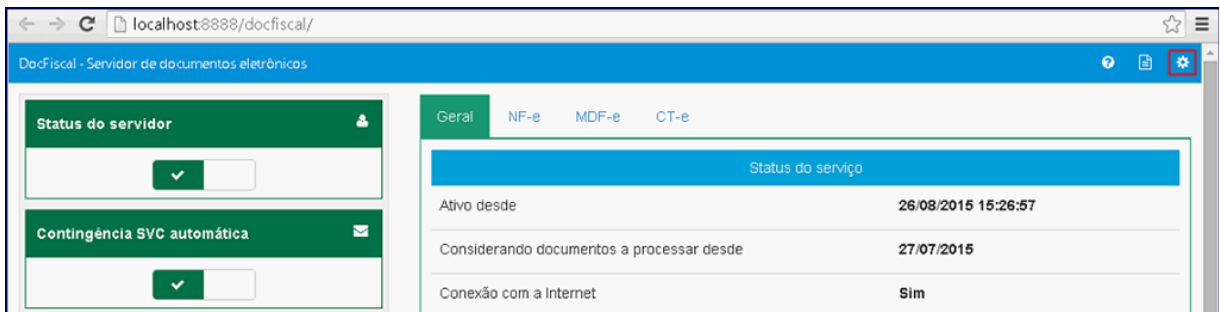 localhost:8888/docfiscal/
DocFiscal - Servidor de documentos eletrônicos
Status do servidor
Contingência SVC automática
Geral NF-e MDF-e CT-e
Status do serviço
Ativo desde 26/08/2015 15:26:57
Considerando documentos a processar desde 27/07/2015
Conexão com a Internet Sim